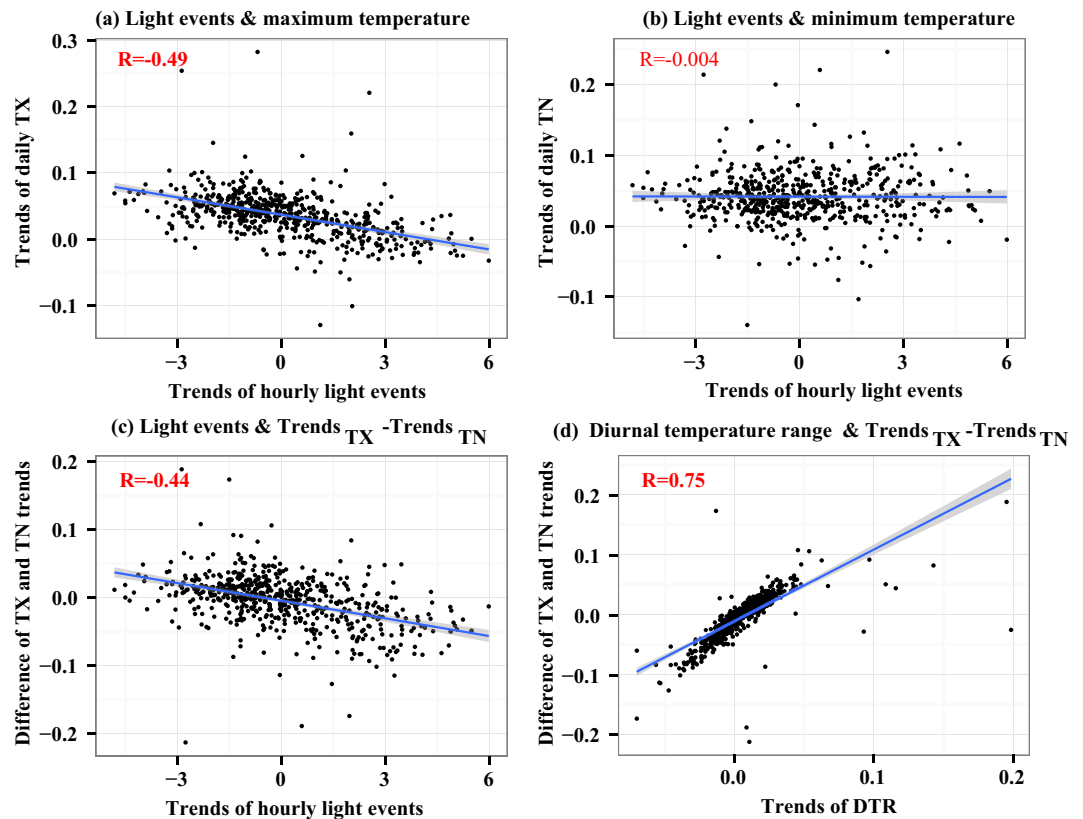 (a) Light events & maximum temperature
R=-0.49
Trends of daily TX
0.3
0.2
0.1
0.0
−0.1
−3
0
3
6
Trends of hourly light events
(b) Light events & minimum temperature
R=-0.004
Trends of daily TN
0.2
0.1
0.0
−0.1
−3
0
3
6
Trends of hourly light events
(c) Light events & Trends TX -Trends TN
R=-0.44
Difference of TX and TN trends
0.2
0.1
0.0
−0.1
−0.2
−3
0
3
6
Trends of hourly light events
(d) Diurnal temperature range & Trends TX -Trends TN
R=0.75
Difference of TX and TN trends
0.2
0.1
0.0
−0.1
−0.2
0.0
0.1
0.2
Trends of DTR